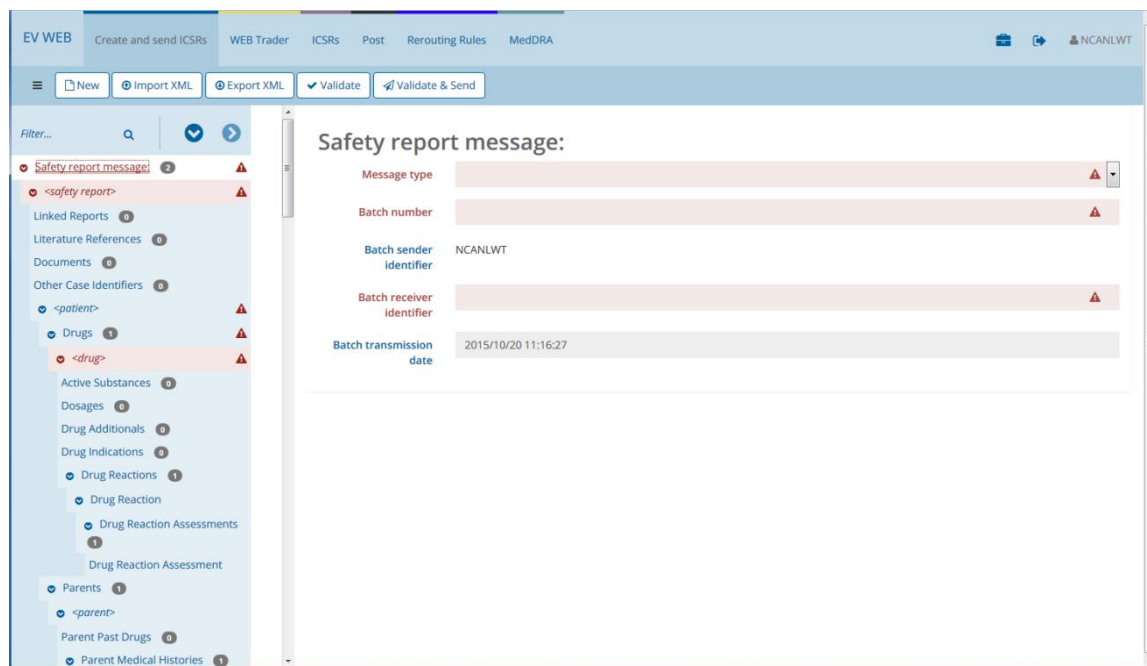 EV WEB Create and send ICSRs WEB Trader ICSRs Post Rerouting Rules MedDRA NCANLWT
New Import XML Export XML Validate Validate & Send
Filter...
Safety report message: 2
<safety report>
Linked Reports 0
Literature References 0
Documents 0
Other Case Identifiers 0
<patient>
Drugs 1
<drug>
Active Substances 0
Dosages 0
Drug Additionals 0
Drug Indications 0
Drug Reactions 1
Drug Reaction
Drug Reaction Assessments
1
Drug Reaction Assessment
Parents 1
<parent>
Parent Past Drugs 0
Parent Medical Histories 1
Safety report message:
Message type
Batch number
Batch sender
identifier
NCANLWT
Batch receiver
identifier
Batch transmission
date
2015/10/20 11:16:27